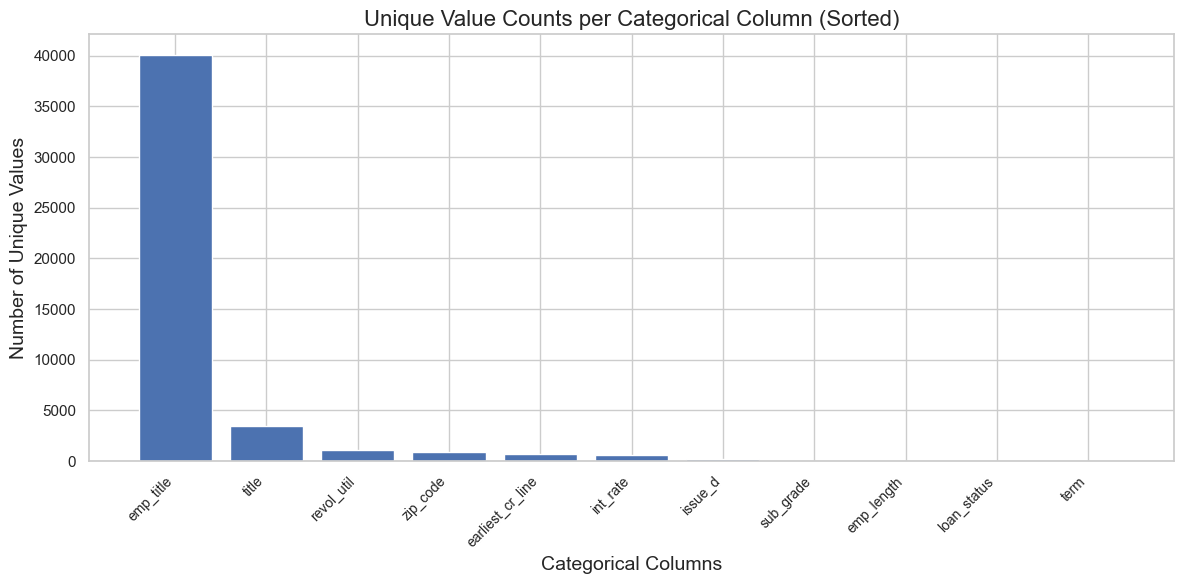 Unique Value Counts per Categorical Column (Sorted)
Number of Unique Values
40000
35000
30000
25000
20000
15000
10000
5000
0
emp_title
title
revol_util
zip_code
earliest_cr_line
int_rate
issue_d
sub_grade
emp_length
loan_status
term
Categorical Columns